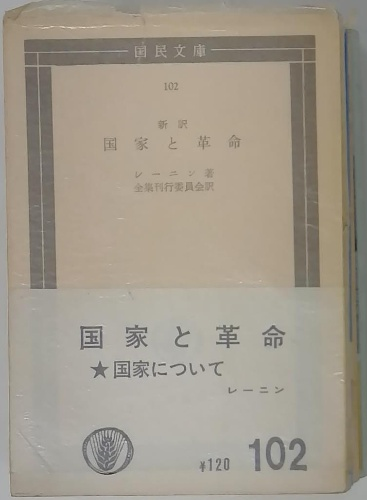 国民文庫
102
新訳
国家と革命
レーニン著
全集刊行委員会訳
国家と革命
★国家について
レーニン
¥120 102